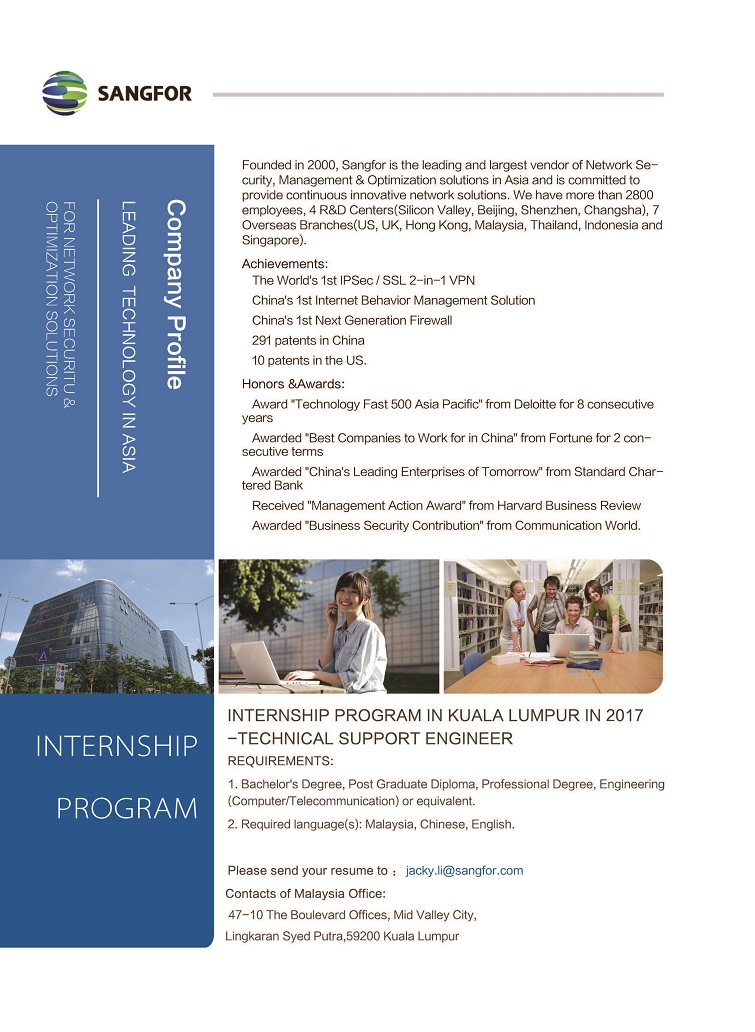 SANGFOR
Company Profile
LEADING TECHNOLOGY IN ASIA
FOR NETWORK SECURITU &
OPTIMIZATION SOLUTIONS
Founded in 2000, Sangfor is the leading and largest vendor of Network Se-
curity, Management & Optimization solutions in Asia and is committed to
provide continuous innovative network solutions. We have more than 2800
employees, 4 R&D Centers(Silicon Valley, Beijing, Shenzhen, Changsha), 7
Overseas Branches(US, UK, Hong Kong, Malaysia, Thailand, Indonesia and
Singapore).
Achievements:
The World's 1st IPSec / SSL 2-in-1 VPN
China's 1st Internet Behavior Management Solution
China's 1st Next Generation Firewall
291 patents in China
10 patents in the US.
Honors &Awards:
Award "Technology Fast 500 Asia Pacific" from Deloitte for 8 consecutive
years
Awarded "Best Companies to Work for in China" from Fortune for 2 con-
secutive terms
Awarded "China's Leading Enterprises of Tomorrow" from Standard Char-
tered Bank
Received "Management Action Award" from Harvard Business Review
Awarded "Business Security Contribution" from Communication World.
INTERNSHIP
PROGRAM
INTERNSHIP PROGRAM IN KUALA LUMPUR IN 2017
-TECHNICAL SUPPORT ENGINEER
REQUIREMENTS:
1. Bachelor's Degree, Post Graduate Diploma, Professional Degree, Engineering
(Computer/Telecommunication) or equivalent.
2. Required language(s): Malaysia, Chinese, English.
Please send your resume to : jacky.li@sangfor.com
Contacts of Malaysia Office:
47-10 The Boulevard Offices, Mid Valley City,
Lingkaran Syed Putra,59200 Kuala Lumpur